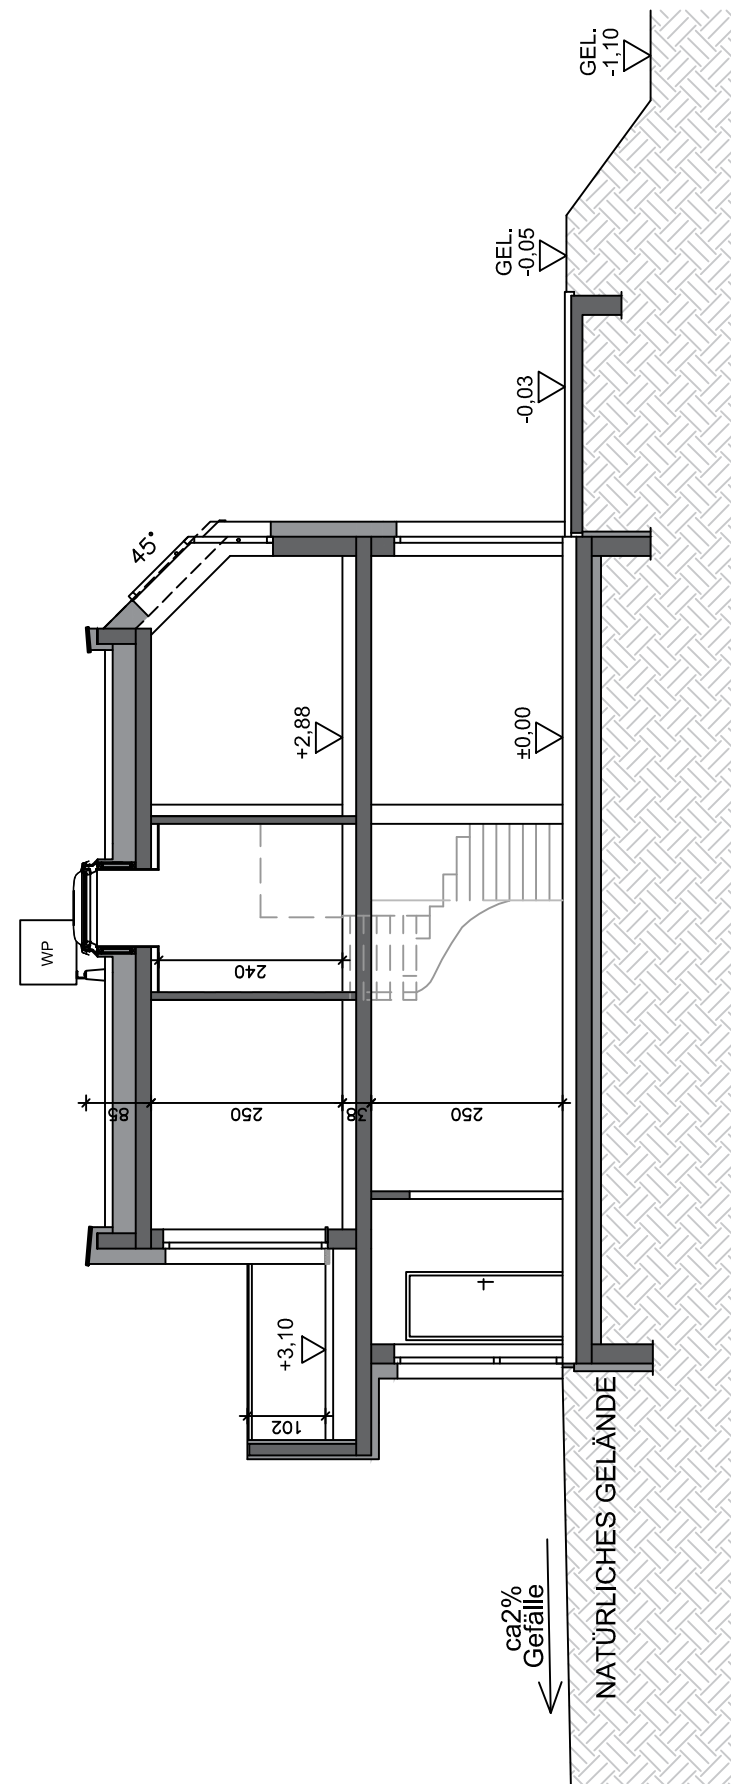 WP
45°
+2,88
240
85
250
38
250
+3,10
102
±0,00
-0,03
GEL.
-0,05
GEL.
-1,10
ca2%
Gefälle
NATÜRLICHES GELÄNDE